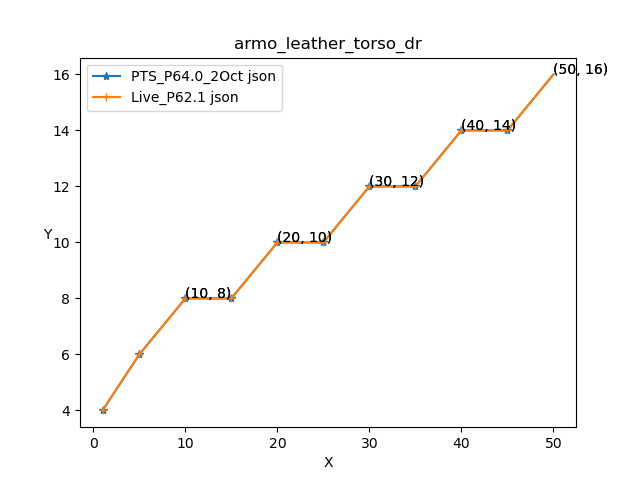 armo_leather_torso_dr
PTS_P64.0_2Oct json
Live_P62.1 json
16
14
12
10
8
6
4
Y
(50, 16)
(40, 14)
(30, 12)
(20, 10)
(10, 8)
0 10 20 30 40 50
X